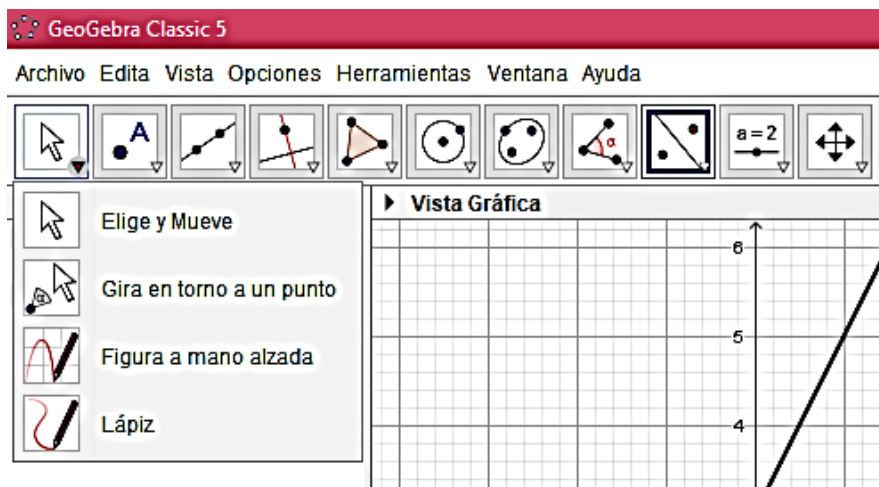 GeoGebra Classic 5
Archivo Edita Vista Opciones Herramientas Ventana Ayuda
A
α
a = 2
Elige y Mueve
Gira en torno a un punto
Figura a mano alzada
Lápiz
Vista Gráfica
6
5
4